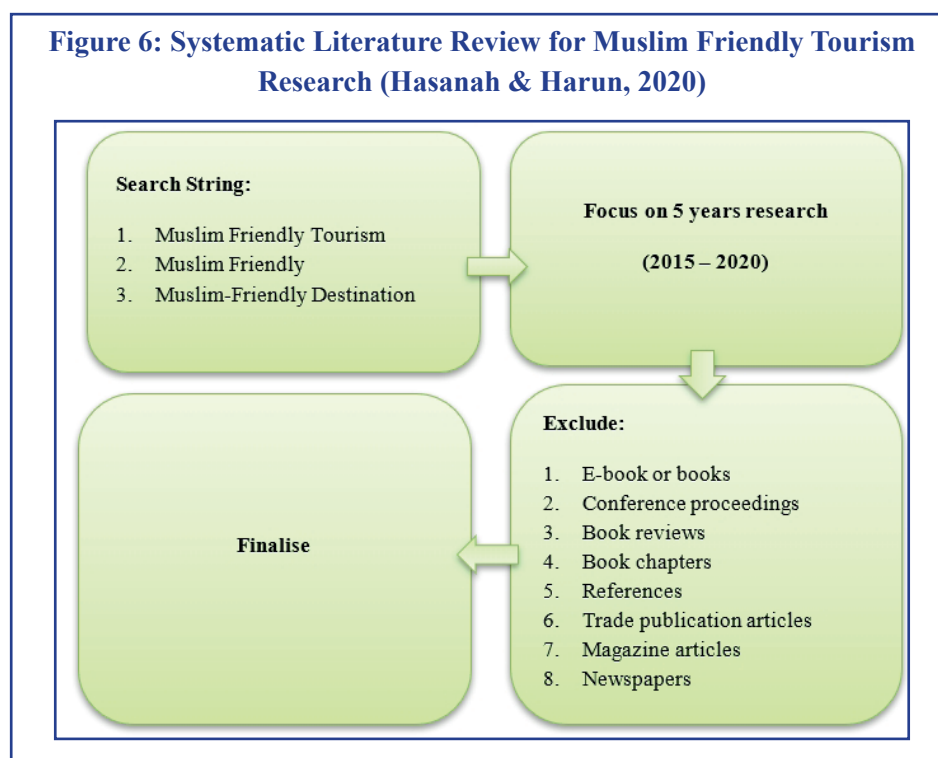 Figure 6: Systematic Literature Review for Muslim Friendly Tourism
Research (Hasanah & Harun, 2020)
Search String:
1. Muslim Friendly Tourism
2. Muslim Friendly
3. Muslim-Friendly Destination
Focus on 5 years research
(2015 – 2020)
Exclude:
1. E-book or books
2. Conference proceedings
3. Book reviews
4. Book chapters
5. References
6. Trade publication articles
7. Magazine articles
8. Newspapers
Finalise